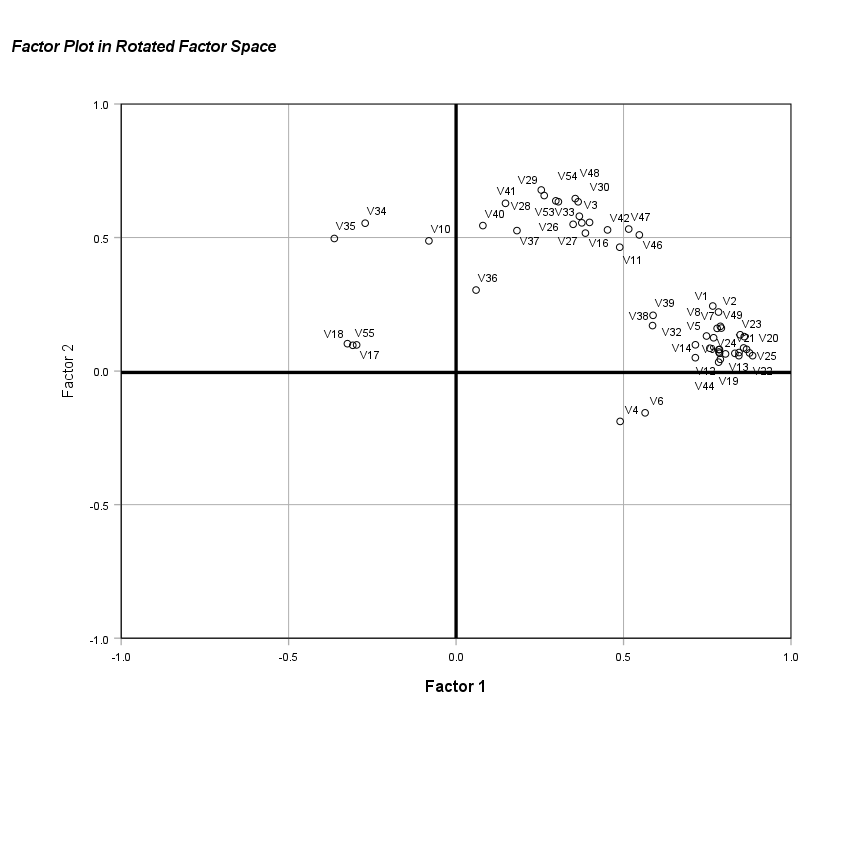 Factor Plot in Rotated Factor Space
1.0
V29
V54
V48
V41
V30
V34
V40
V28
V53
V33
V3
V35
V10
V26
V42
V47
0.5
V37
V27
V16
V46
V11
V36
V1
V2
V39
V8
V7
V49
V38
V5
V23
V18
V55
V32
V21
V20
V14
V24
V17
V25
Factor 2
0.0
V12
V13
V22
V19
V44
V6
V4
-0.5
-1.0
-1.0
-0.5
0.0
0.5
1.0
Factor 1